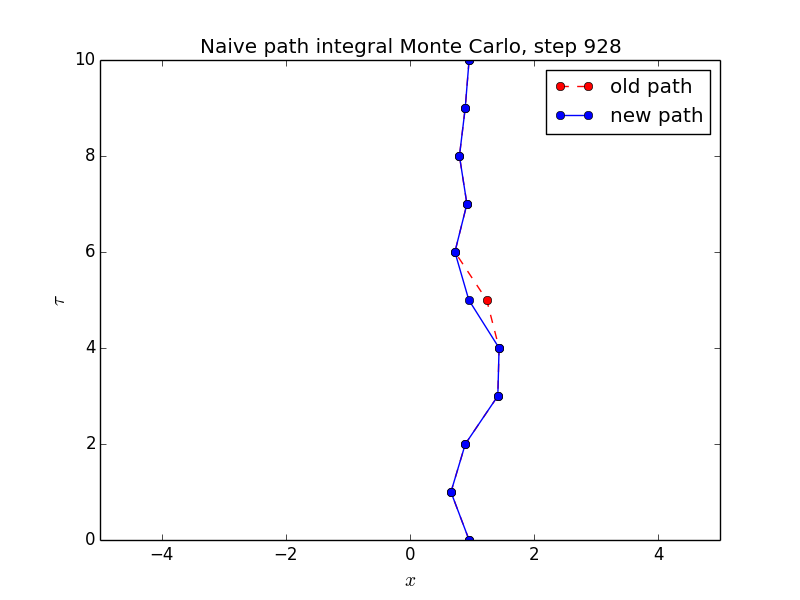 Naive path integral Monte Carlo, step 928
10
old path
new path
8
6
τ
4
2
0
−4
−2
0
2
4
x